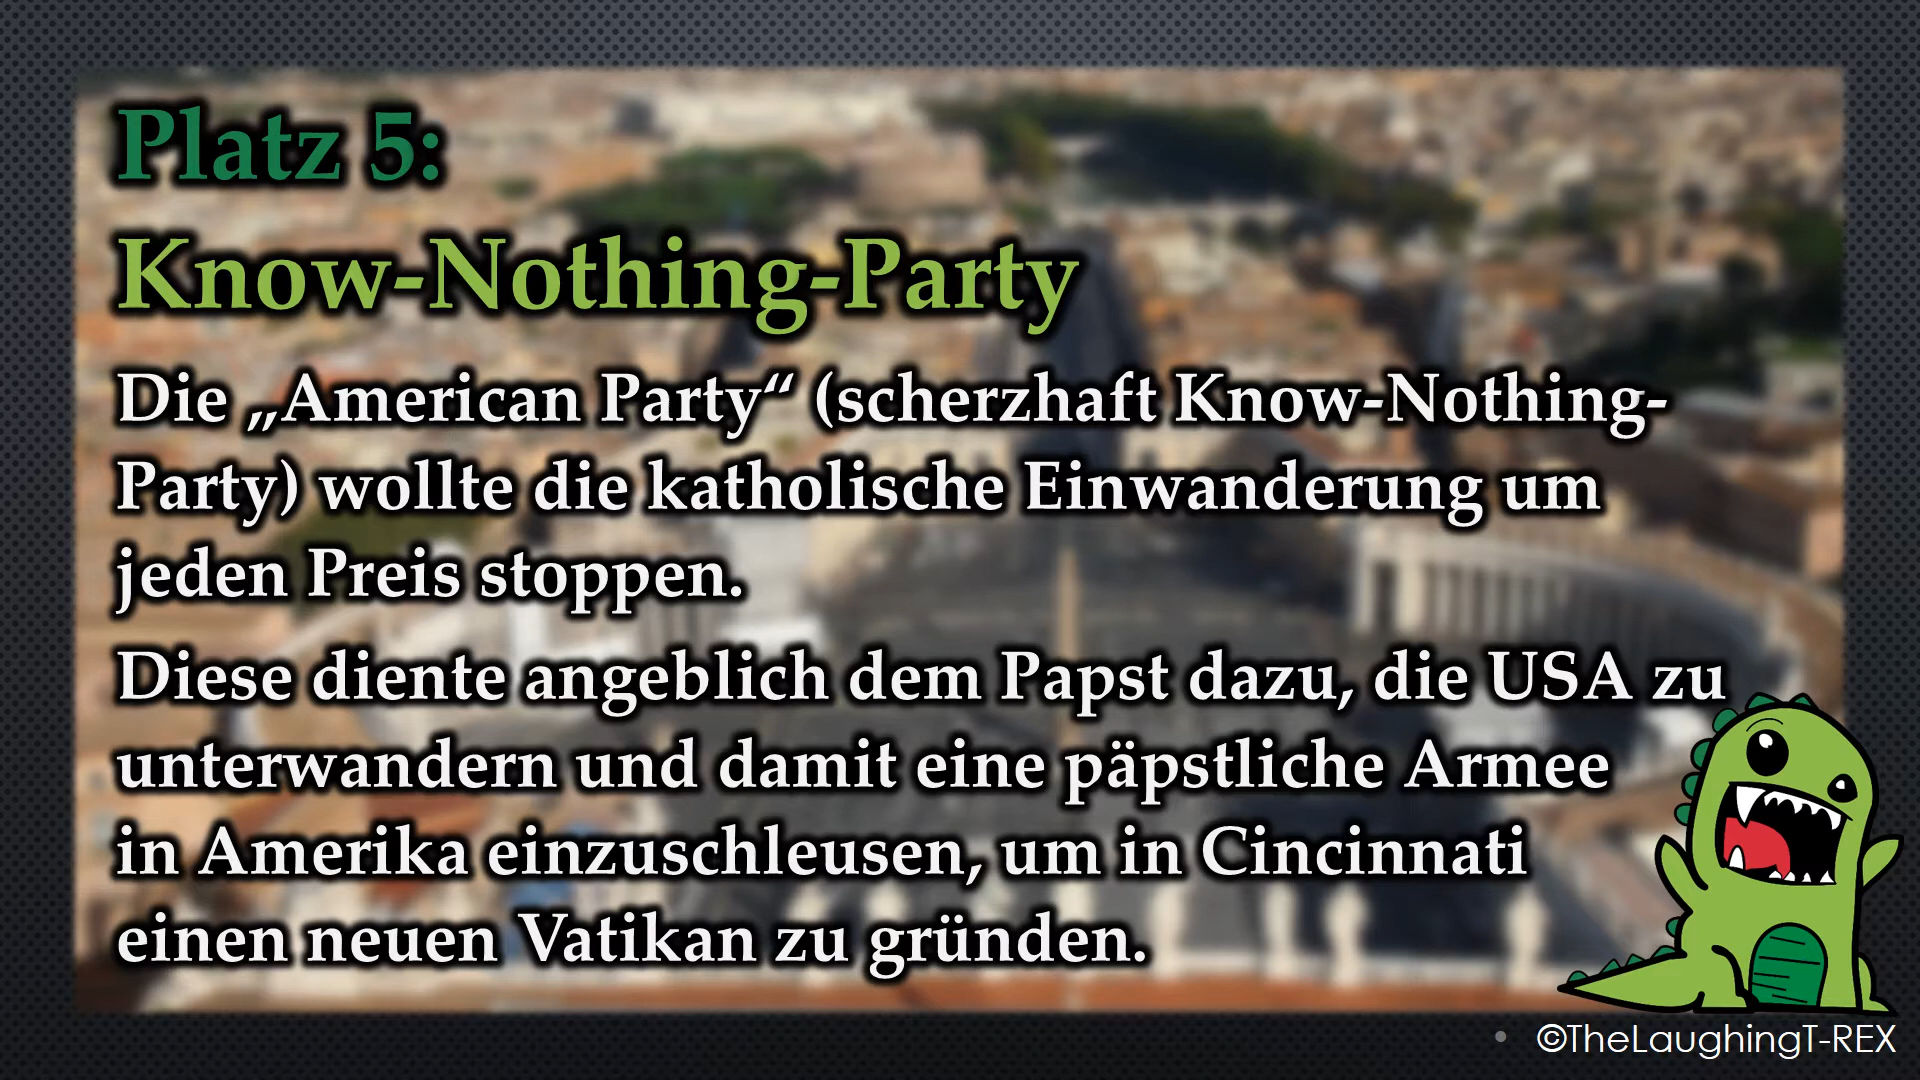 Platz 5:
Know-Nothing-Party
Die „American Party“ (scherzhaft Know-Nothing-
Party) wollte die katholische Einwanderung um
jeden Preis stoppen.
Diese diente angeblich dem Papst dazu, die USA zu
unterwandern und damit eine päpstliche Armee
in Amerika einzuschleusen, um in Cincinnati
einen neuen Vatikan zu gründen.
• ©TheLaughingT-REX